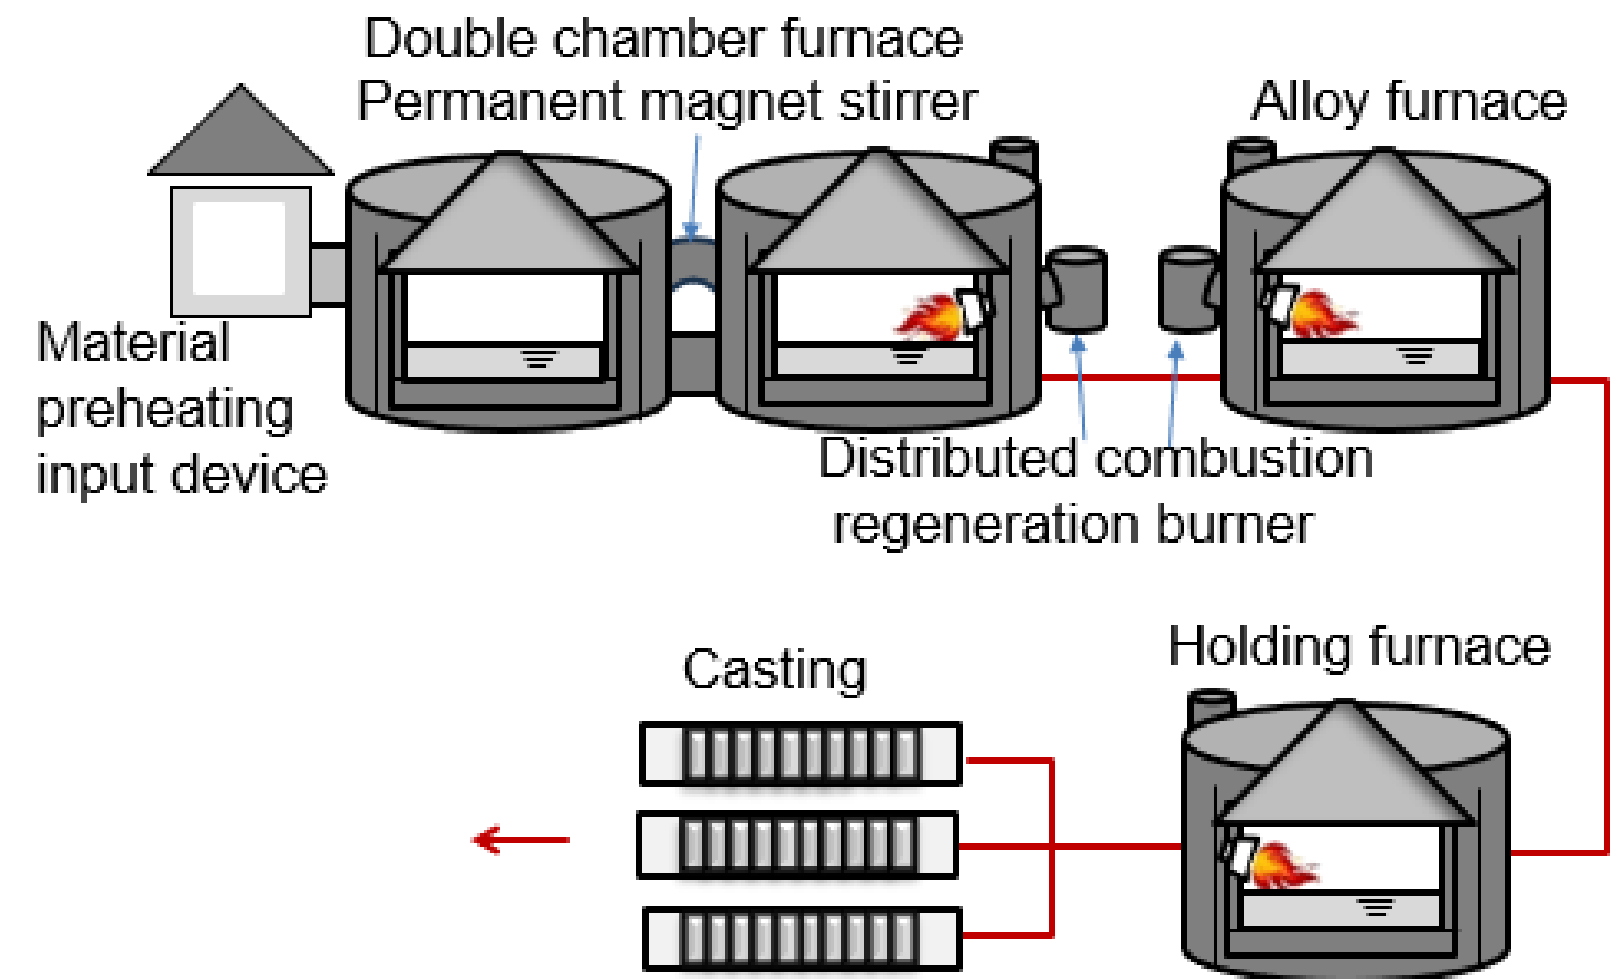 Double chamber furnace
Permanent magnet stirrer
Alloy furnace
Material
preheating
input device
Distributed combustion
regeneration burner
Holding furnace
Casting